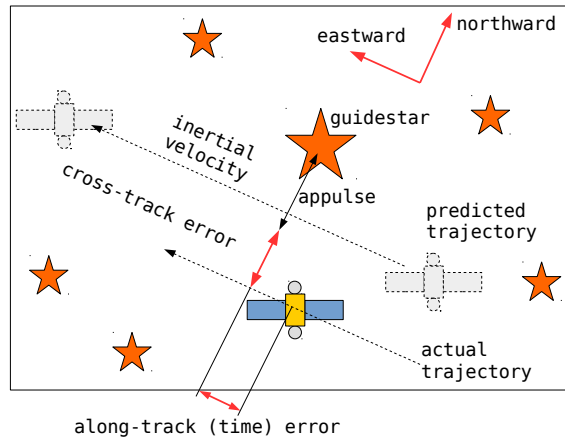 northward
eastward
guidestar
inertial
velocity
appulse
cross-track error
predicted
trajectory
actual
trajectory
along-track (time) error